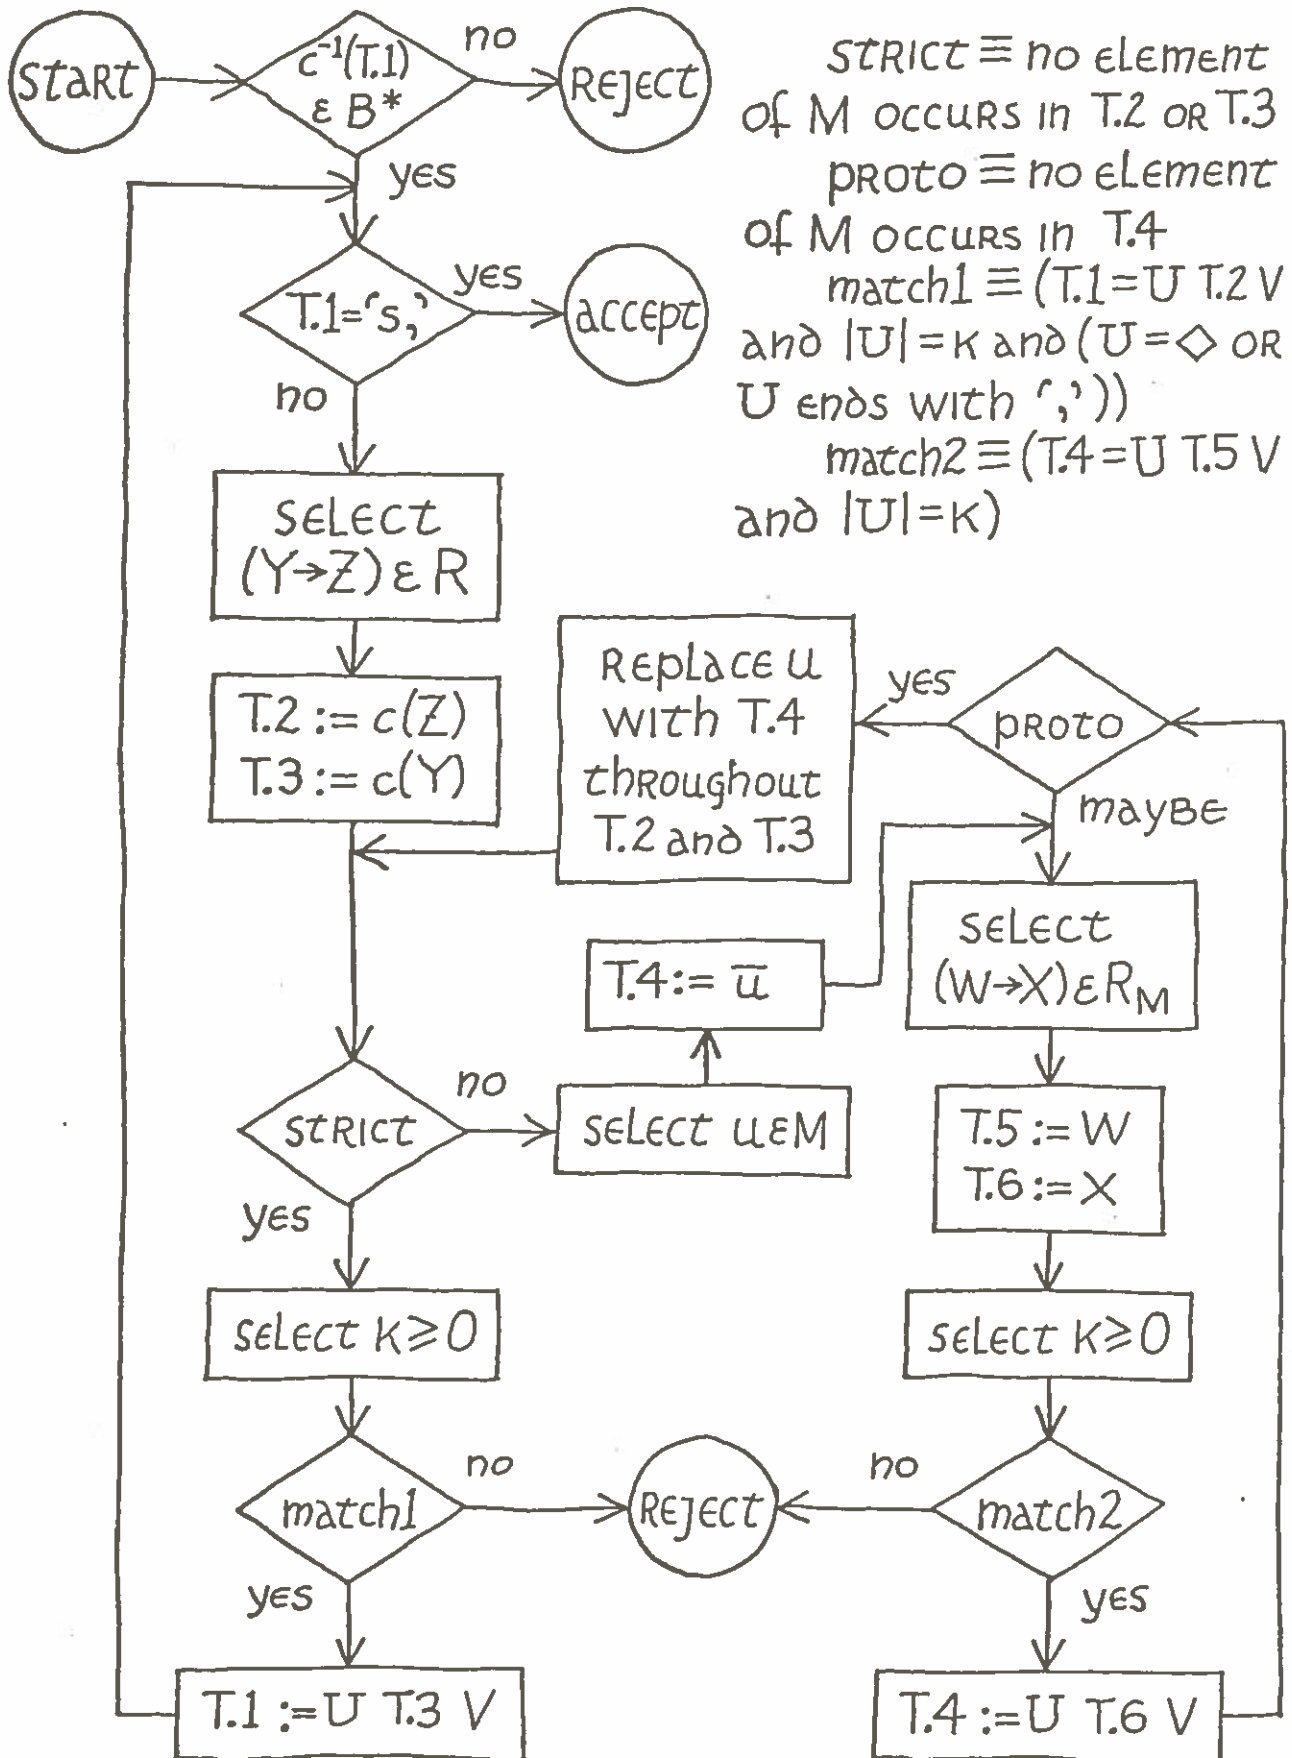 START
c⁻¹(T.1)
ε B*
no
REJECT
yes
T.1=‘s,’
yes
accept
no
SELECT
(Y→Z) ε R
T.2 := c(Z)
T.3 := c(Y)
STRICT
no
select u ε M
T.4 := u̅
Replace u
with T.4
throughout
T.2 and T.3
yes
select k ≥ 0
match1
no
REJECT
yes
T.1 := U T.3 V
proto
yes
maybe
select
(W→X) ε R_M
T.5 := W
T.6 := X
select k ≥ 0
match2
no
yes
T.4 := U T.6 V
STRICT ≡ no element
of M occurs in T.2 or T.3
proto ≡ no element
of M occurs in T.4
match1 ≡ (T.1 = U T.2 V
and |U| = k and (U = ◇ OR
U ends with ‘,’))
match2 ≡ (T.4 = U T.5 V
and |U| = k)